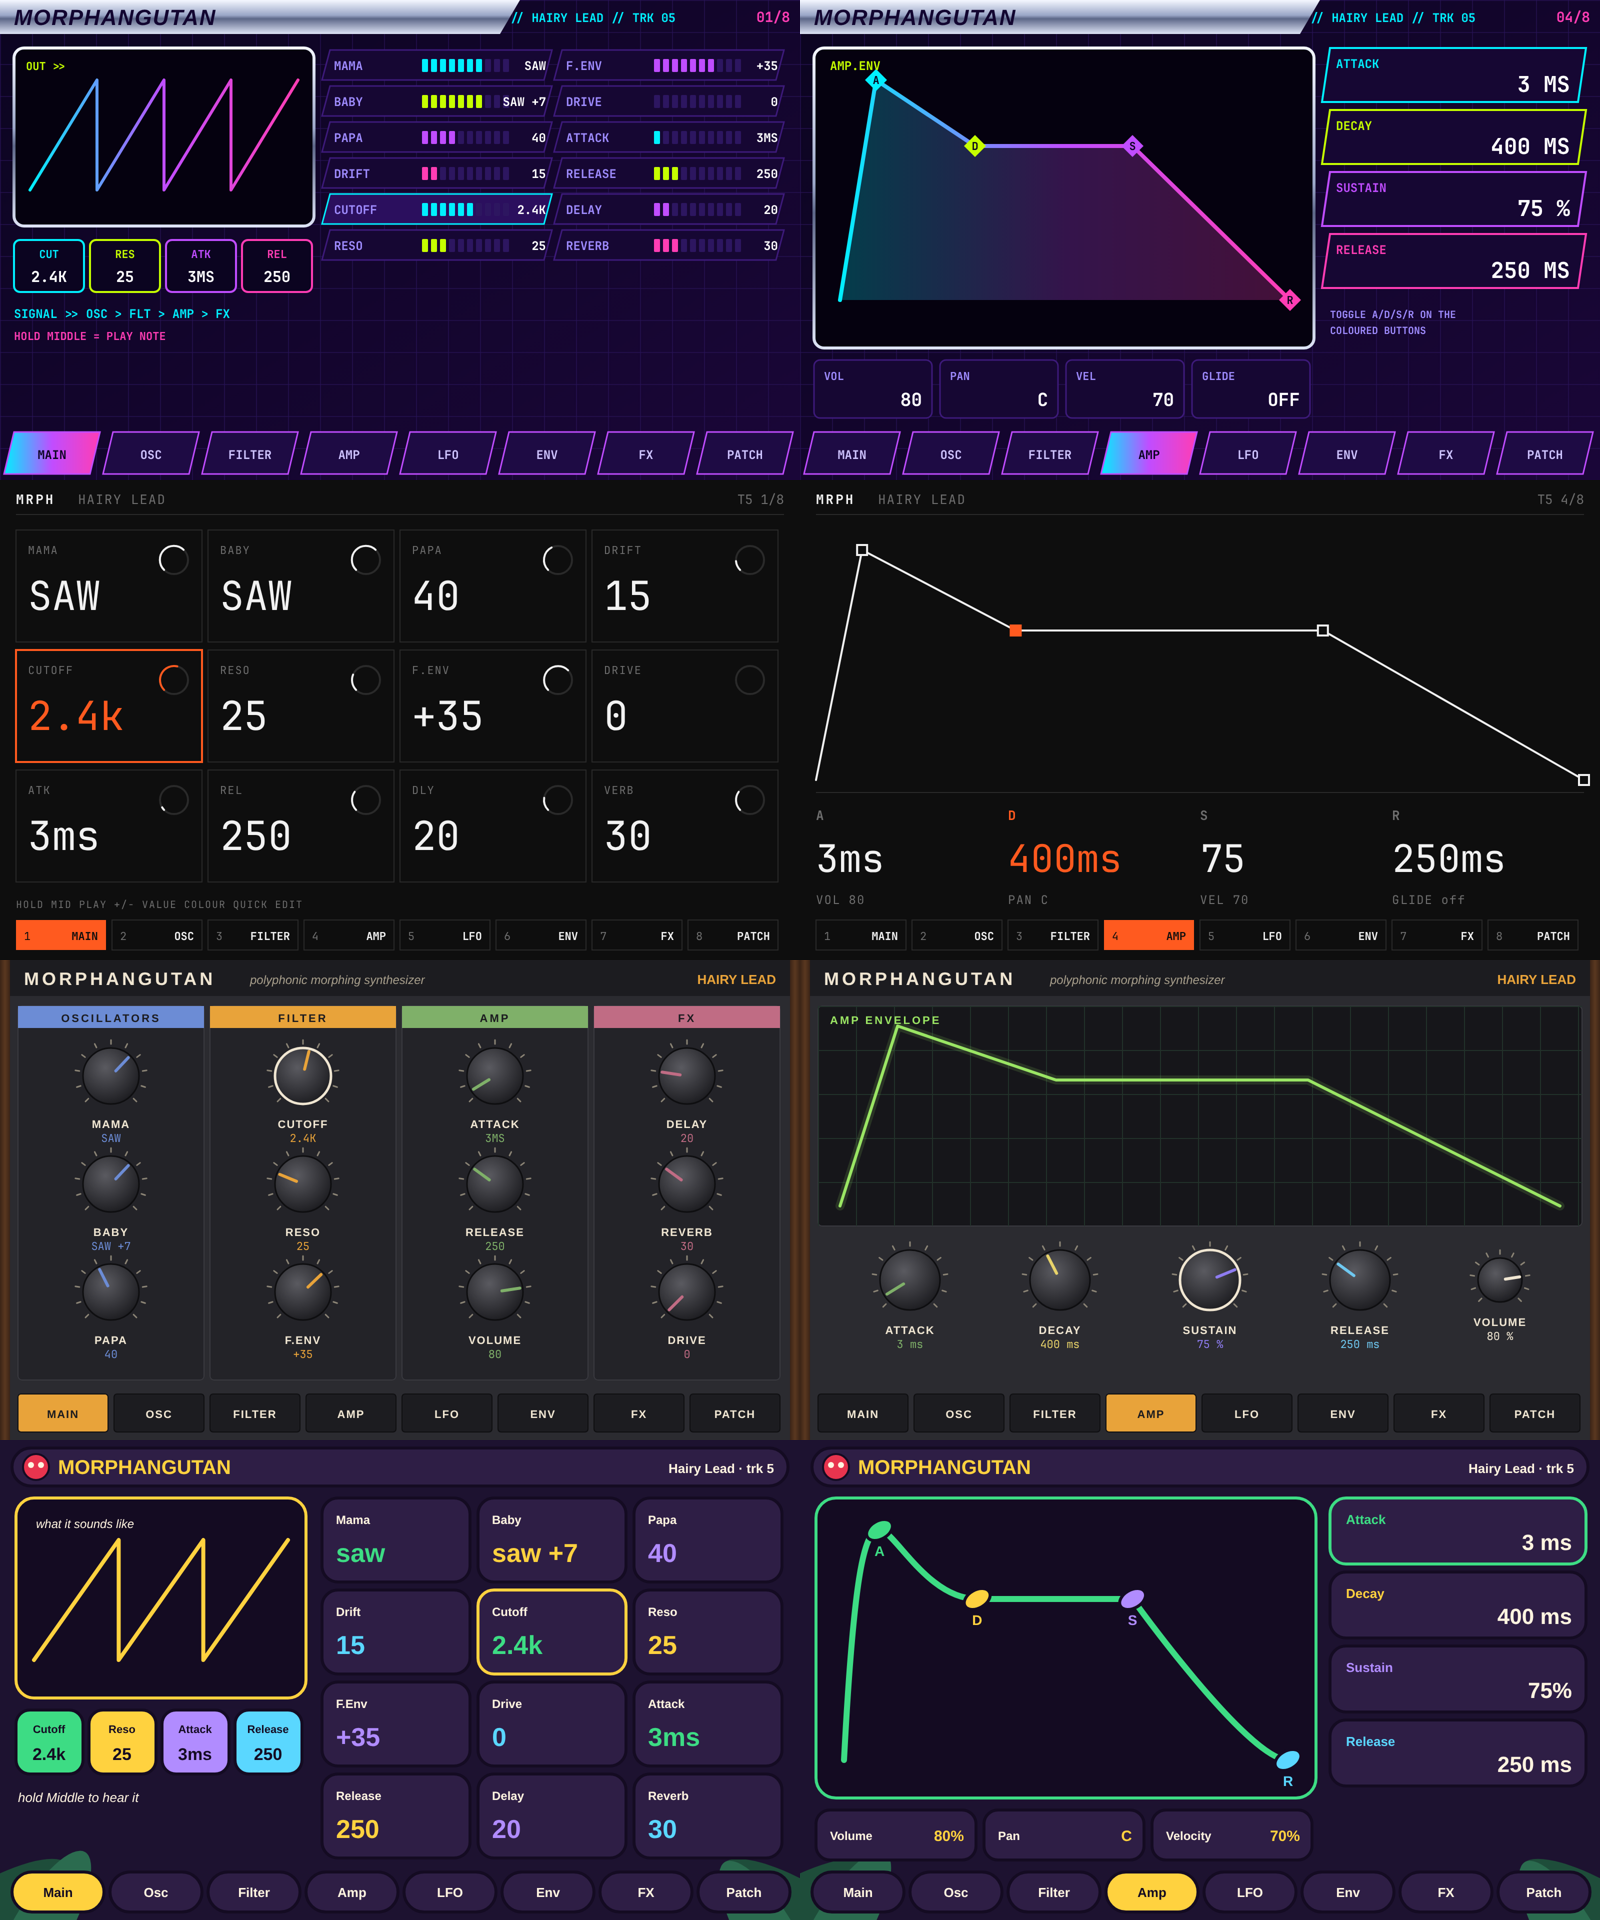 MORPHANGUTAN
// HAIRY LEAD // TRK 05
01/8
OUT >>
MAMA SAW
F.ENV +35
BABY SAW +7
DRIVE 0
PAPA 40
ATTACK 3MS
DRIFT 15
RELEASE 250
CUTOFF 2.4K
DELAY 20
RESO 25
REVERB 30
CUT RES ATK REL
2.4K 25 3MS 250
SIGNAL >> OSC > FLT > AMP > FX
HOLD MIDDLE = PLAY NOTE
MAIN OSC FILTER AMP LFO ENV FX PATCH
MORPHANGUTAN
// HAIRY LEAD // TRK 05
04/8
AMP.ENV
A
D
S
R
ATTACK
3 MS
DECAY
400 MS
SUSTAIN
75 %
RELEASE
250 MS
TOGGLE A/D/S/R ON THE
COLOURED BUTTONS
VOL PAN VEL GLIDE
80 C 70 OFF
MAIN OSC FILTER AMP LFO ENV FX PATCH
MRPH HAIRY LEAD T5 1/8
MAMA BABY PAPA DRIFT
SAW SAW 40 15
CUTOFF RESO F.ENV DRIVE
2.4k 25 +35 0
ATK REL DLY VERB
3ms 250 20 30
HOLD MID PLAY +/- VALUE COLOUR QUICK EDIT
1 MAIN 2 OSC 3 FILTER 4 AMP 5 LFO 6 ENV 7 FX 8 PATCH
MRPH HAIRY LEAD T5 4/8
A D S R
3ms 400ms 75 250ms
VOL 80 PAN C VEL 70 GLIDE off
1 MAIN 2 OSC 3 FILTER 4 AMP 5 LFO 6 ENV 7 FX 8 PATCH
MORPHANGUTAN polyphonic morphing synthesizer HAIRY LEAD
OSCILLATORS FILTER AMP FX
MAMA CUTOFF ATTACK DELAY
SAW 2.4K 3MS 20
BABY RESO RELEASE REVERB
SAW +7 25 250 30
PAPA F.ENV VOLUME DRIVE
40 +35 80 0
MAIN OSC FILTER AMP LFO ENV FX PATCH
MORPHANGUTAN polyphonic morphing synthesizer HAIRY LEAD
AMP ENVELOPE
ATTACK DECAY SUSTAIN RELEASE VOLUME
3 ms 400 ms 75 % 250 ms 80 %
MAIN OSC FILTER AMP LFO ENV FX PATCH
MORPHANGUTAN Hairy Lead · trk 5
what it sounds like
Mama Baby Papa
saw saw +7 40
Drift Cutoff Reso
15 2.4k 25
F.Env Drive Attack
+35 0 3ms
Release Delay Reverb
250 20 30
Cutoff Reso Attack Release
2.4k 25 3ms 250
hold Middle to hear it
Main Osc Filter Amp LFO Env FX Patch
MORPHANGUTAN Hairy Lead · trk 5
A
D
S
R
Attack
3 ms
Decay
400 ms
Sustain
75%
Release
250 ms
Volume 80% Pan C Velocity 70%
Main Osc Filter Amp LFO Env FX Patch